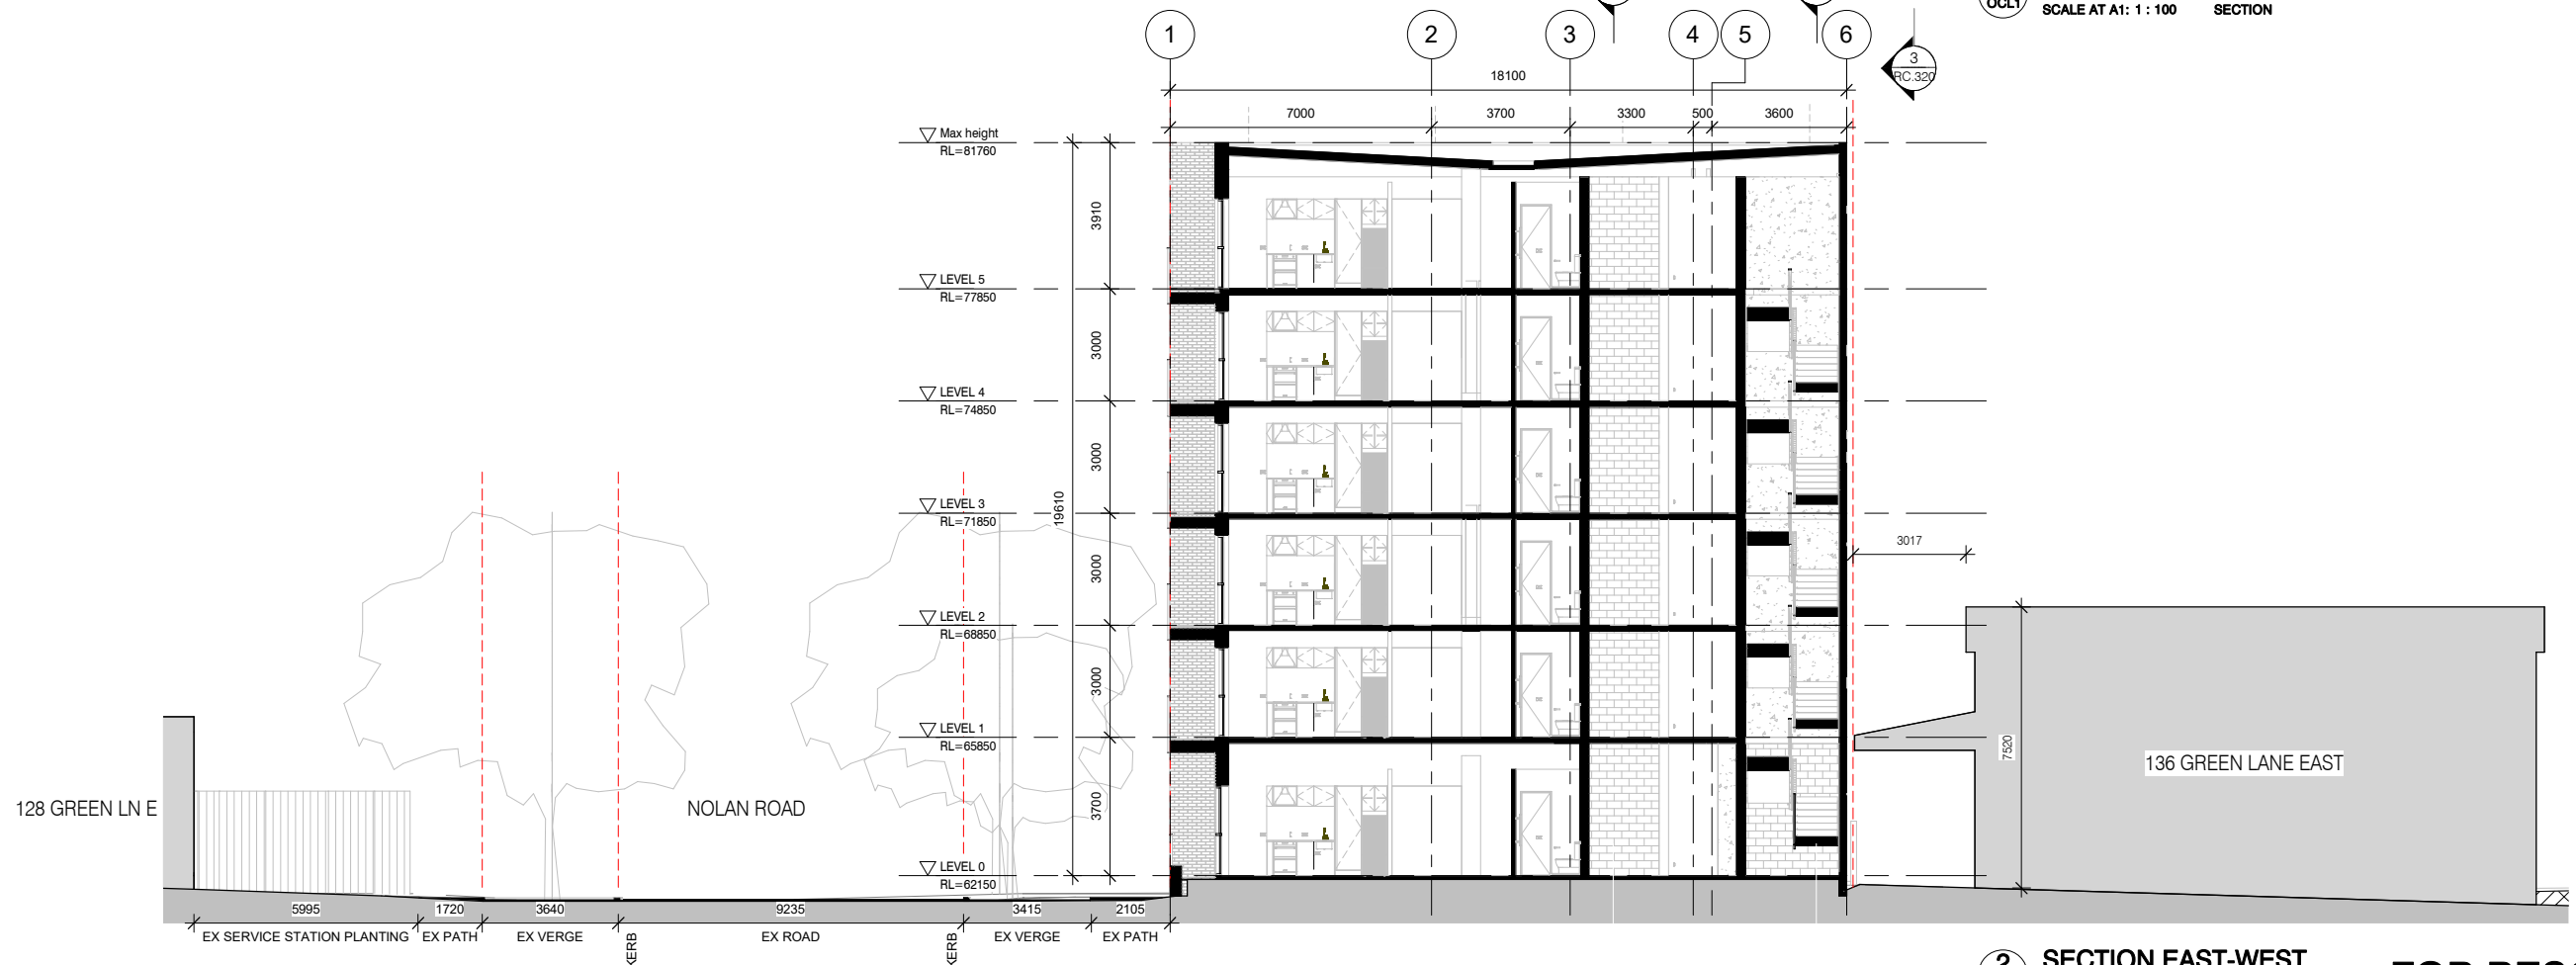 OCL1
SCALE AT A1: 1 : 100 SECTION
1 2 3 4 5 6
3
RC.320
18100
7000 3700 3300 500 3600
Max height
RL=81760
3910
LEVEL 5
RL=77850
3000
LEVEL 4
RL=74850
3000
LEVEL 3
RL=71850
19610
3000
3017
LEVEL 2
RL=68850
3000
LEVEL 1
RL=65850
7520
136 GREEN LANE EAST
128 GREEN LN E
NOLAN ROAD
3700
LEVEL 0
RL=62150
5995 1720 3640 9235 3415 2105
EX SERVICE STATION PLANTING EX PATH EX VERGE EX ROAD EX VERGE EX PATH
KERB KERB
2 SECTION EAST-WEST